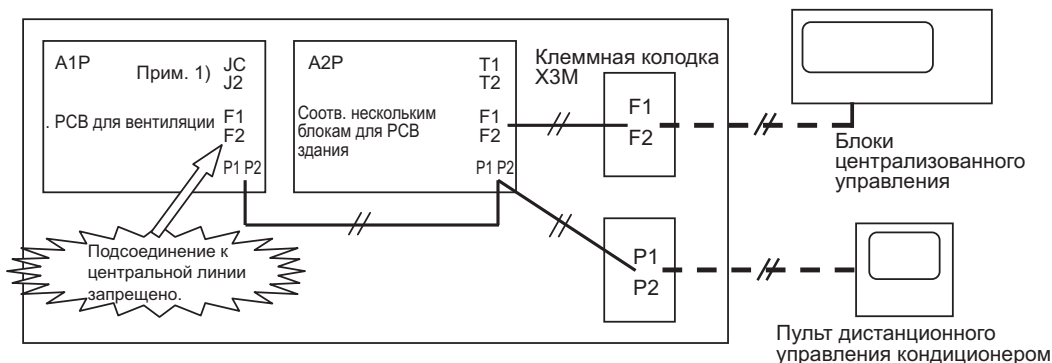 A1P
Прим. 1)
JC
J2
. PCB для вентиляции
F1
F2
P1 P2
A2P
T1
T2
Соотв. нескольким
блокам для PCB
здания
F1
F2
P1 P2
Клеммная колодка
X3M
F1
F2
P1
P2
Блоки
централизованного
управления
Подсоединение к
центральной линии
запрещено.
Пульт дистанционного
управления кондиционером